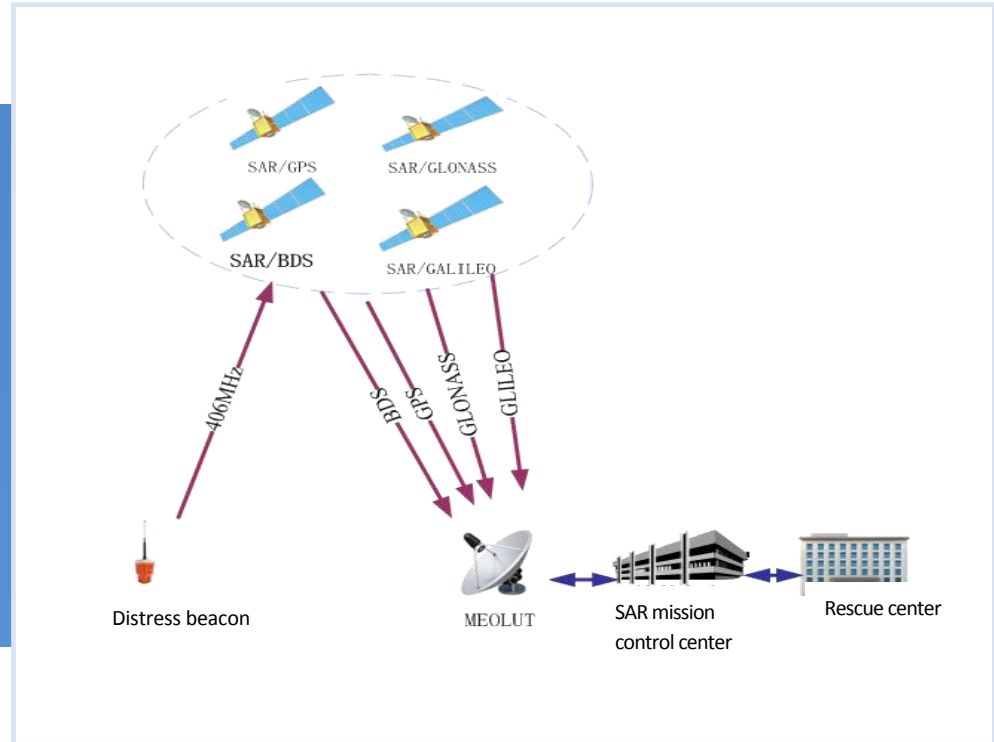 SAR/GPS
SAR/GLONASS
SAR/BDS
SAR/GALILEO
406MHz
BDS
GPS
GLONASS
GLILEO
Distress beacon
MEOLUT
SAR mission
control center
Rescue center